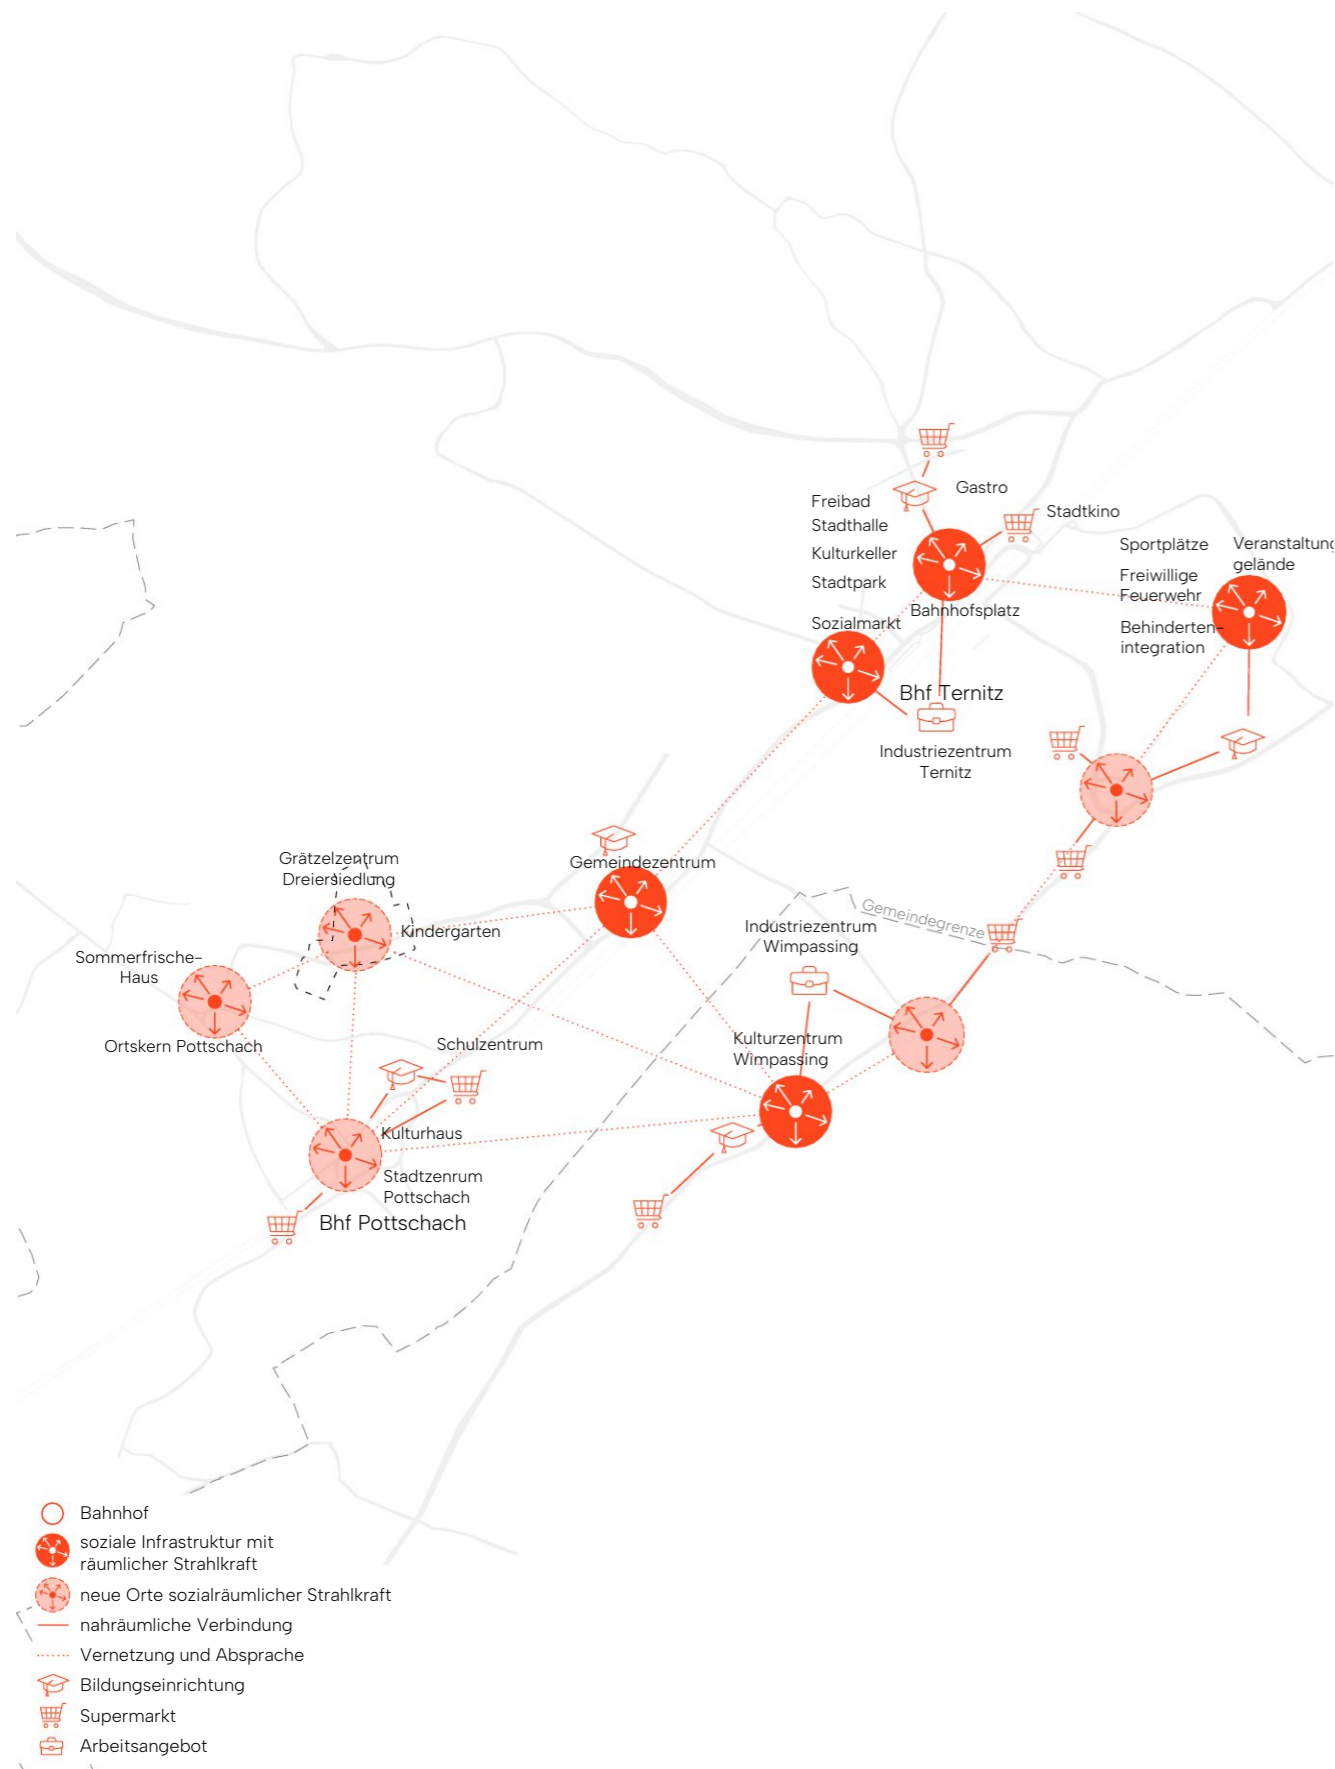 Gastro
Freibad
Stadtkino
Stadthalle
Kulturkeller
Stadtpark
Sportplätze
Veranstaltung
gelände
Freiwillige
Feuerwehr
Bahnhofsplatz
Sozialmarkt
Behinderten-
integration
Bhf Ternitz
Industriezentrum
Ternitz
Grätzelzentrum
Dreiersiedlung
Gemeindezentrum
Gemeindegrenze
Kindergarten
Industriezentrum
Wimpassing
Sommerfrische-
Haus
Ortskern Pottschach
Schulzentrum
Kulturzentrum
Wimpassing
Kulturhaus
Stadtzenrum
Pottschach
Bhf Pottschach
Bahnhof
soziale Infrastruktur mit
räumlicher Strahlkraft
neue Orte sozialräumlicher Strahlkraft
nahräumliche Verbindung
Vernetzung und Absprache
Bildungseinrichtung
Supermarkt
Arbeitsangebot